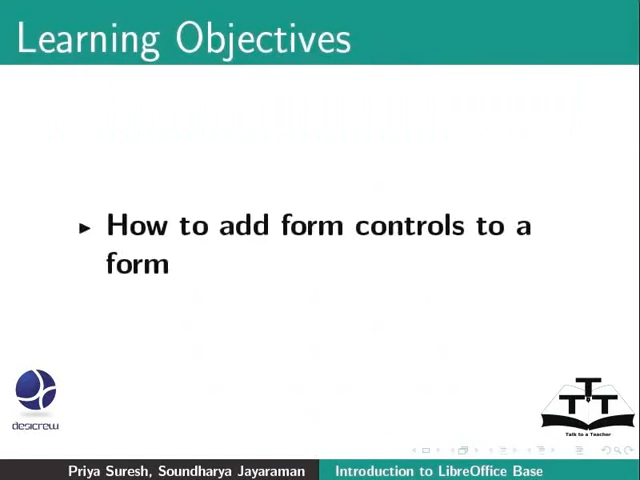 Learning Objectives
How to add form controls to a
form
desicrew
T
T T
Talk to a Teacher
Priya Suresh, Soundharya Jayaraman Introduction to LibreOffice Base